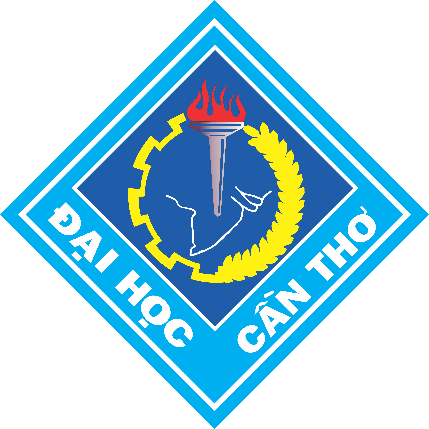 ĐẠI HỌC
CẦN THƠ